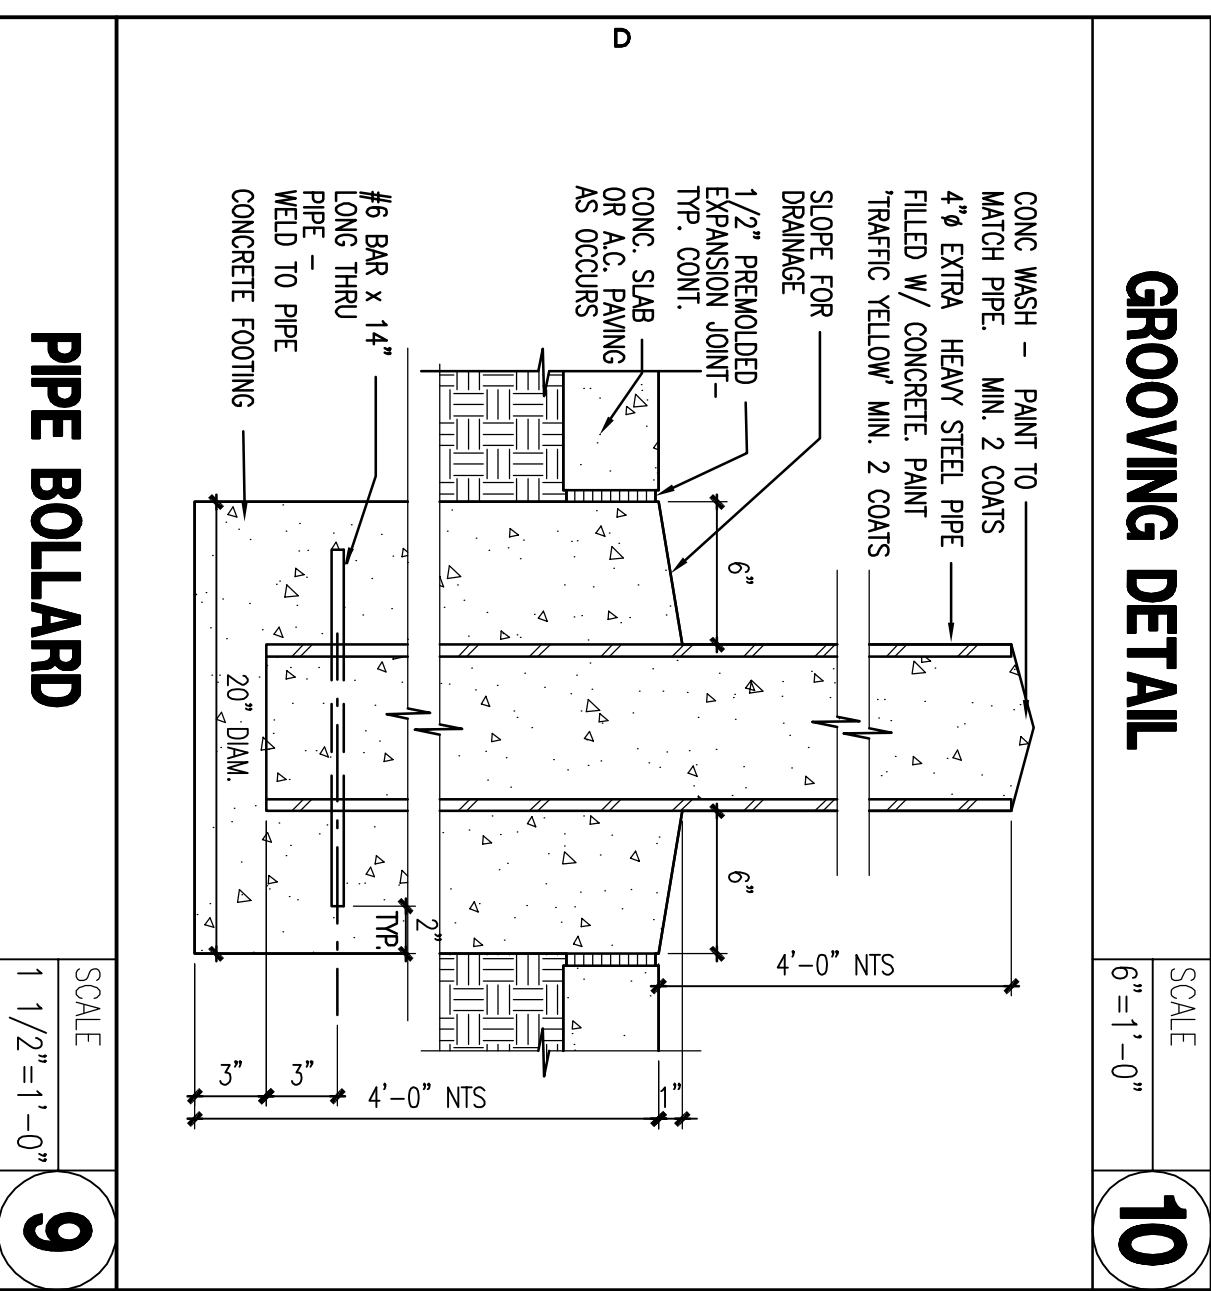 GROOVING DETAIL
SCALE
6"=1'-0"
10
D
CONC WASH - PAINT TO
MATCH PIPE. MIN. 2 COATS
4"ø EXTRA HEAVY STEEL PIPE
FILLED W/ CONCRETE. PAINT
'TRAFFIC YELLOW' MIN. 2 COATS
SLOPE FOR
DRAINAGE
1/2" PREMOLDED
EXPANSION JOINT-
TYP. CONT.
CONC. SLAB
OR A.C. PAVING
AS OCCURS
#6 BAR x 14"
LONG THRU
PIPE -
WELD TO PIPE
CONCRETE FOOTING
6"
6"
4'-0" NTS
1"
4'-0" NTS
2"
TYP.
3"
3"
20" DIAM.
PIPE BOLLARD
SCALE
1 1/2"=1'-0"
9